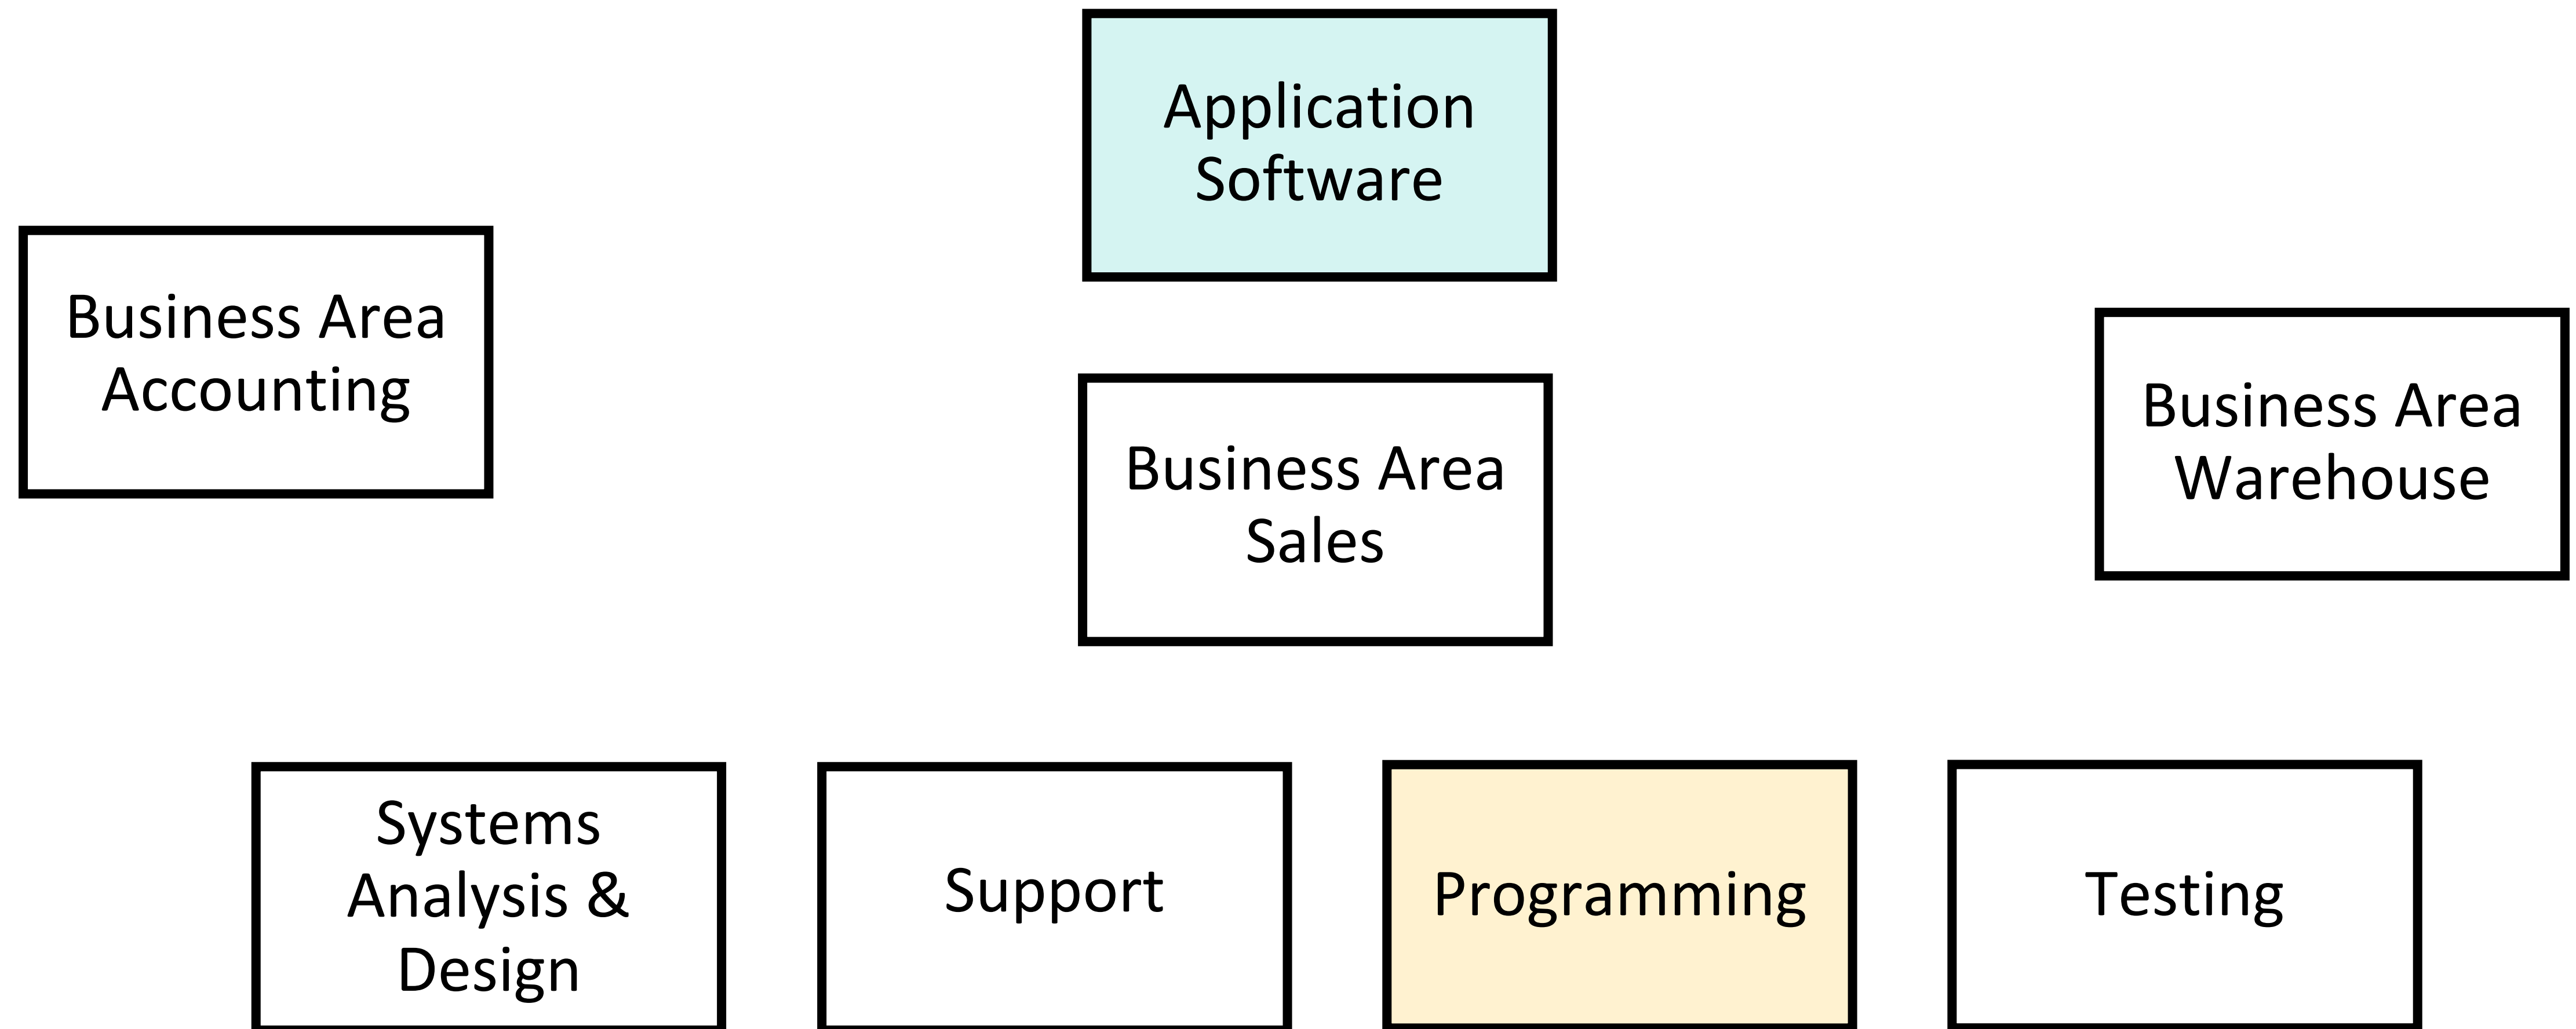 Application
Software
Business Area
Accounting
Business Area
Sales
Business Area
Warehouse
Systems
Analysis &
Design
Support
Programming
Testing